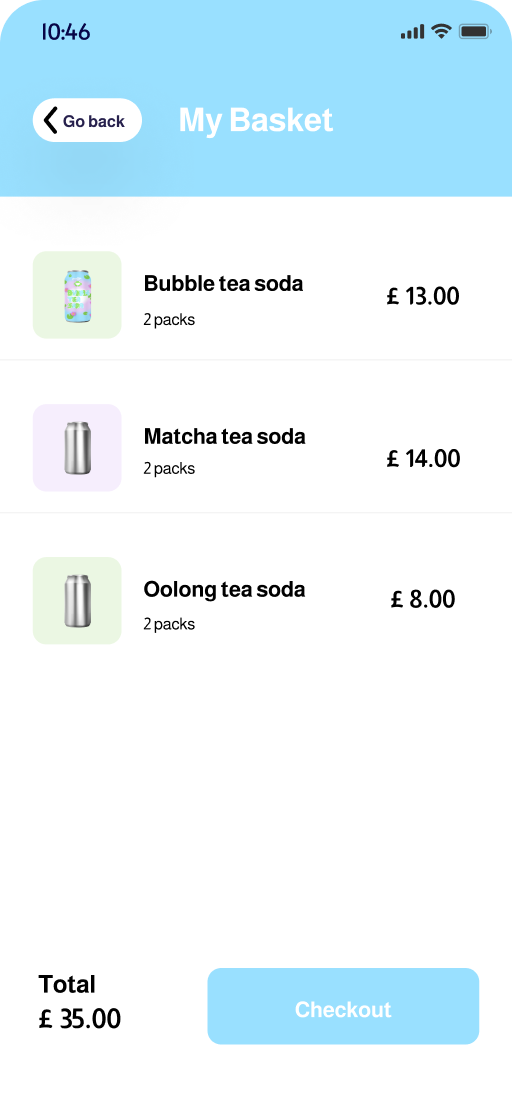 10:46
Go back
My Basket
Bubble tea soda
2 packs
£ 13.00
Matcha tea soda
2 packs
£ 14.00
Oolong tea soda
2 packs
£ 8.00
Total
£ 35.00
Checkout